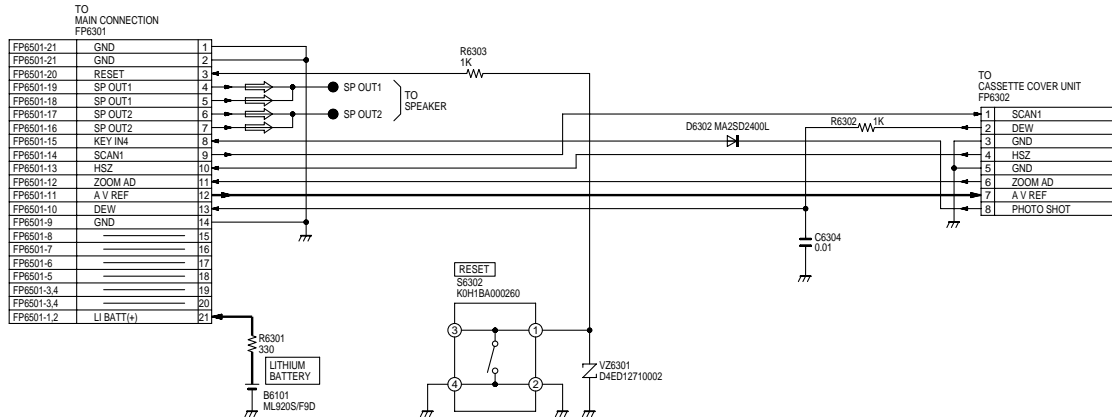 TO
MAIN CONNECTION
FP6301
FP6501-21 GND 1
FP6501-21 GND 2
FP6501-20 RESET 3
FP6501-19 SP OUT1 4
FP6501-18 SP OUT1 5
FP6501-17 SP OUT2 6
FP6501-16 SP OUT2 7
FP6501-15 KEY IN4 8
FP6501-14 SCAN1 9
FP6501-13 HSZ 10
FP6501-12 ZOOM AD 11
FP6501-11 A V REF 12
FP6501-10 DEW 13
FP6501-9 GND 14
FP6501-8 15
FP6501-7 16
FP6501-6 17
FP6501-5 18
FP6501-3,4 19
FP6501-3,4 20
FP6501-1,2 LI BATT(+) 21
SP OUT1
SP OUT2
TO
SPEAKER
R6303
1K
D6302 MA2SD2400L
R6302 1K
TO
CASSETTE COVER UNIT
FP6302
1 SCAN1
2 DEW
3 GND
4 HSZ
5 GND
6 ZOOM AD
7 A V REF
8 PHOTO SHOT
C6304
0.01
RESET
S6302
K0H1BA000260
3 1
4 2
VZ6301
D4ED12710002
R6301
330
LITHIUM
BATTERY
B6101
ML920S/F9D